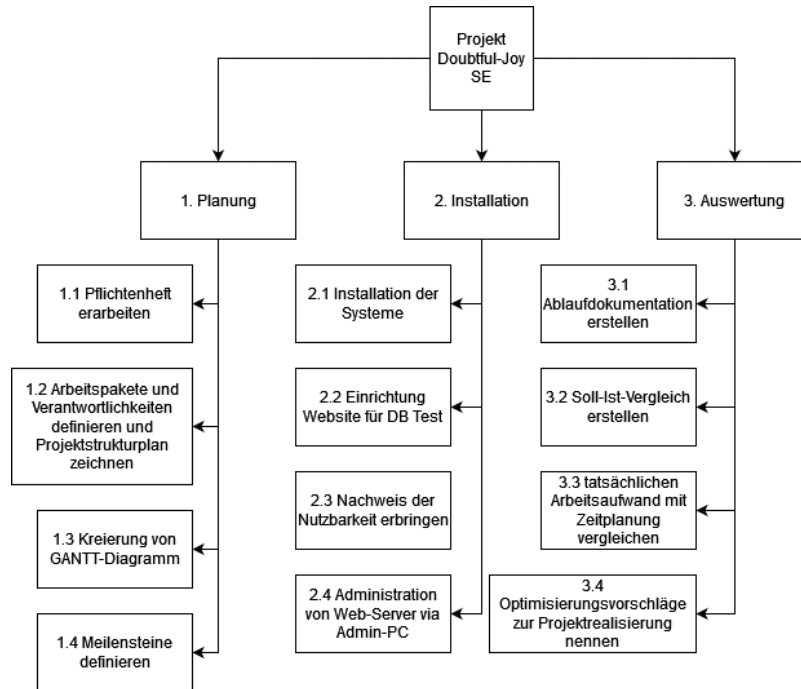 Projekt
Doubtful-Joy
SE
1. Planung
2. Installation
3. Auswertung
1.1 Pflichtenheft
erarbeiten
1.2 Arbeitspakete und
Verantwortlichkeiten
definieren und
Projektstrukturplan
zeichnen
1.3 Kreierung von
GANTT-Diagramm
1.4 Meilensteine
definieren
2.1 Installation der
Systeme
2.2 Einrichtung
Website für DB Test
2.3 Nachweis der
Nutzbarkeit erbringen
2.4 Administration
von Web-Server via
Admin-PC
3.1
Ablaufdokumentation
erstellen
3.2 Soll-Ist-Vergleich
erstellen
3.3 tatsächlichen
Arbeitsaufwand mit
Zeitplanung
vergleichen
3.4
Optimisierungsvorschläge
zur Projektrealisierung
nennen